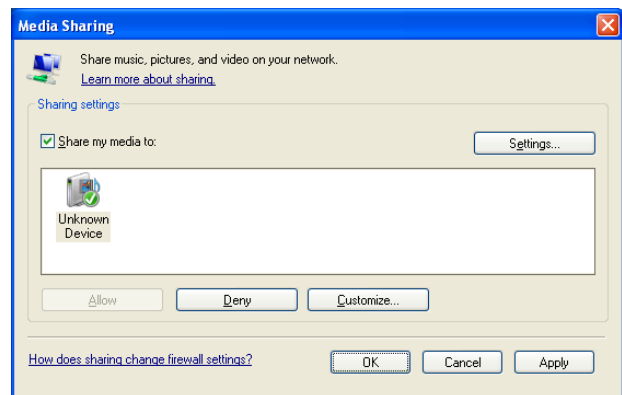 Media Sharing
Share music, pictures, and video on your network.
Learn more about sharing.
Sharing settings
Share my media to:
Settings...
Unknown
Device
Allow
Deny
Customize...
How does sharing change firewall settings?
OK
Cancel
Apply